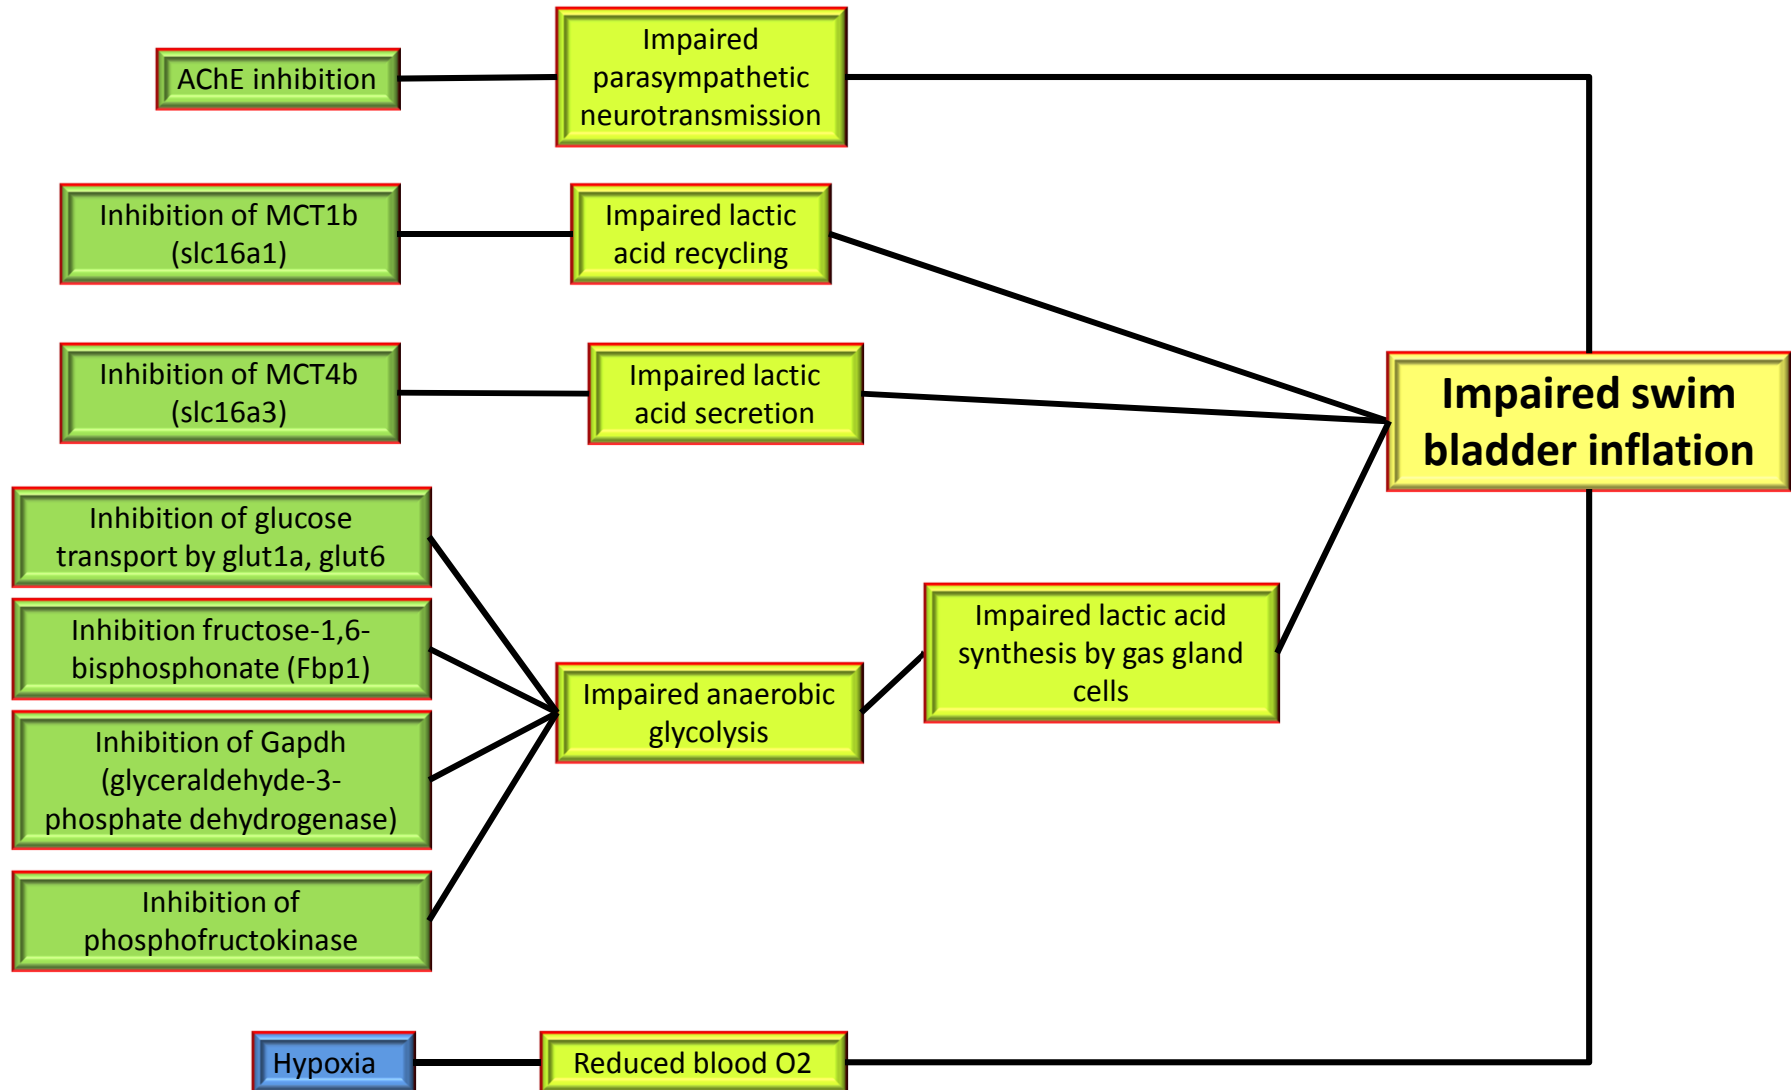 AChE inhibition
Impaired
parasympathetic
neurotransmission
Inhibition of MCT1b
(slc16a1)
Impaired lactic
acid recycling
Inhibition of MCT4b
(slc16a3)
Impaired lactic
acid secretion
Impaired swim
bladder inflation
Inhibition of glucose
transport by glut1a, glut6
Inhibition fructose-1,6-
bisphosphonate (Fbp1)
Inhibition of Gapdh
(glyceraldehyde-3-
phosphate dehydrogenase)
Inhibition of
phosphofructokinase
Impaired anaerobic
glycolysis
Impaired lactic acid
synthesis by gas gland
cells
Hypoxia
Reduced blood O2